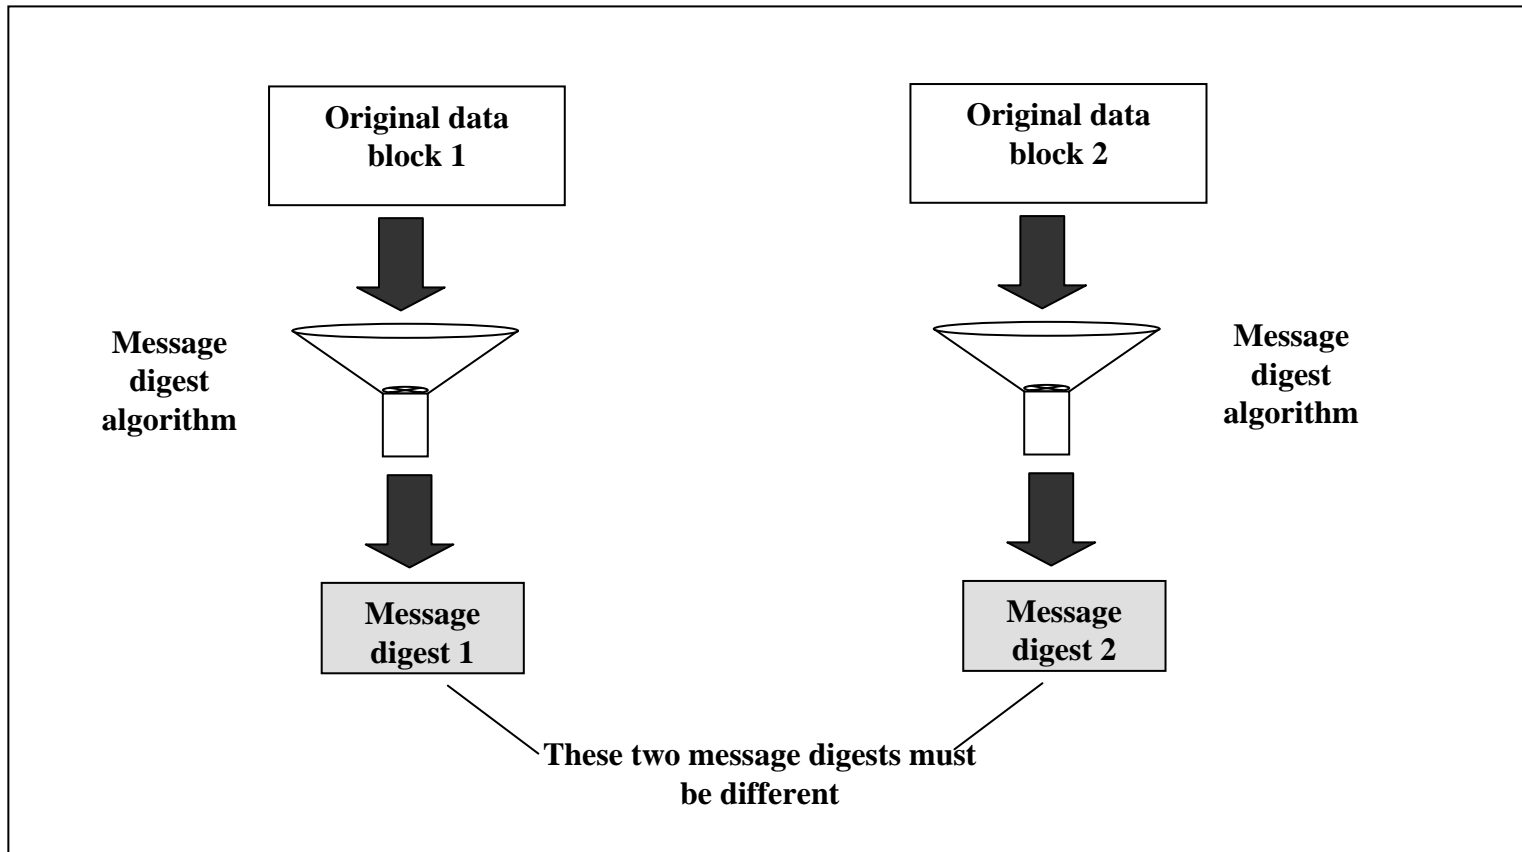 Original data
block 1
Original data
block 2
Message
digest
algorithm
Message
digest
algorithm
Message
digest 1
Message
digest 2
These two message digests must
be different